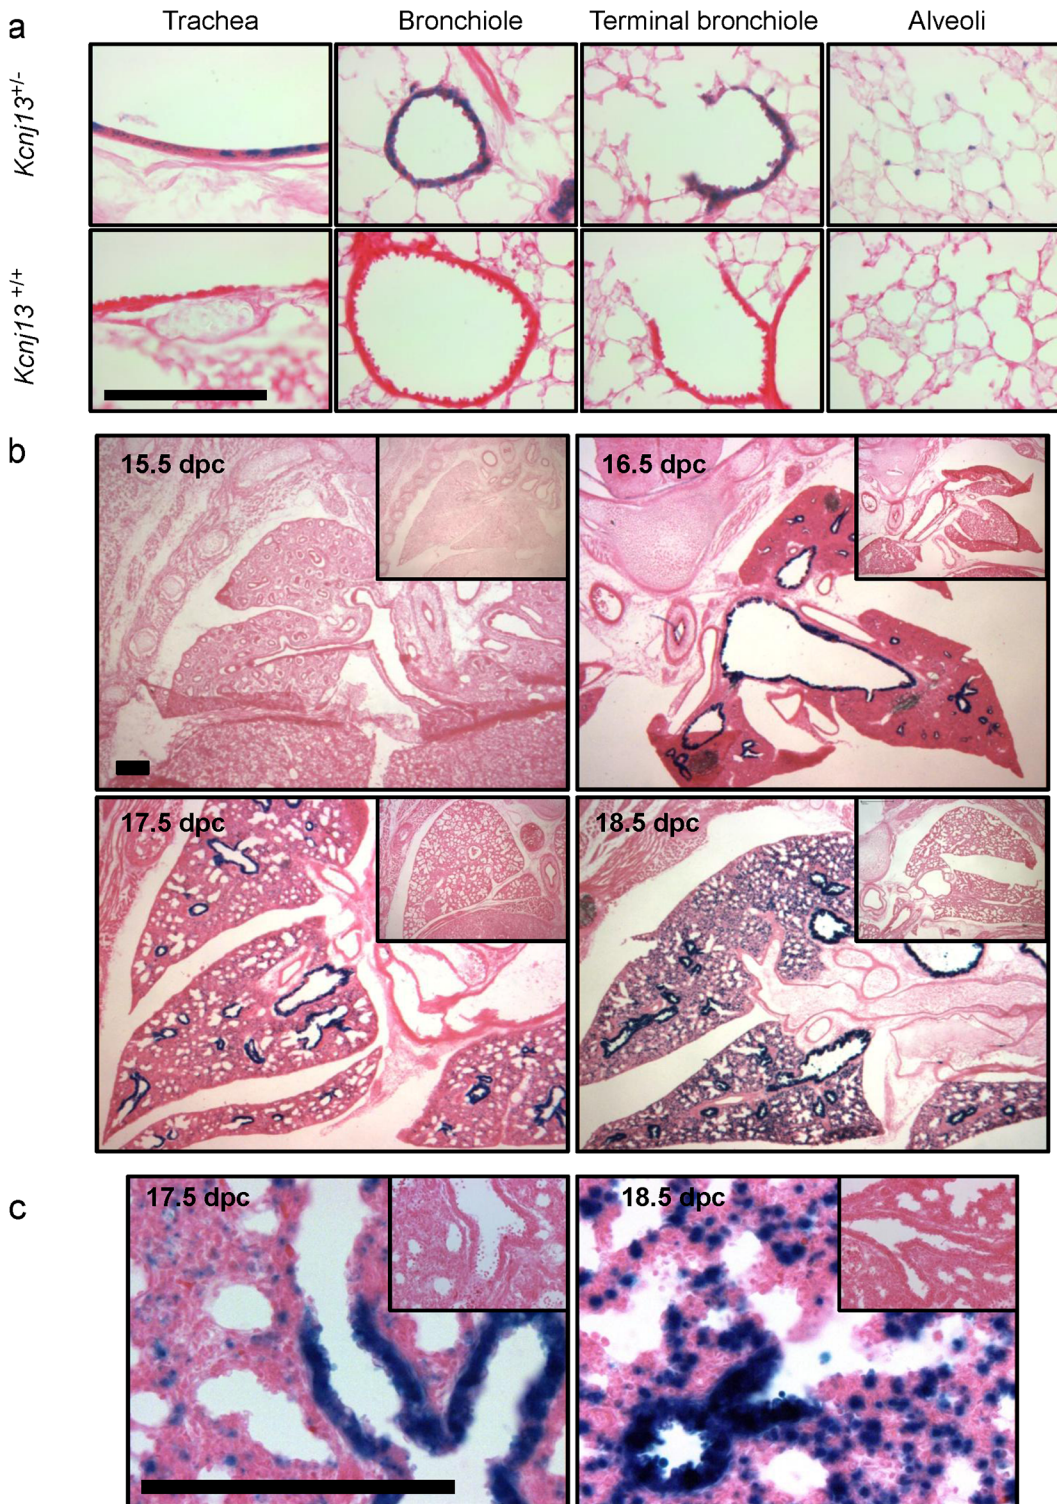 a
Trachea Bronchiole Terminal bronchiole Alveoli
Kcnj13+/-
Kcnj13 +/+
b
15.5 dpc 16.5 dpc
17.5 dpc 18.5 dpc
c
17.5 dpc 18.5 dpc